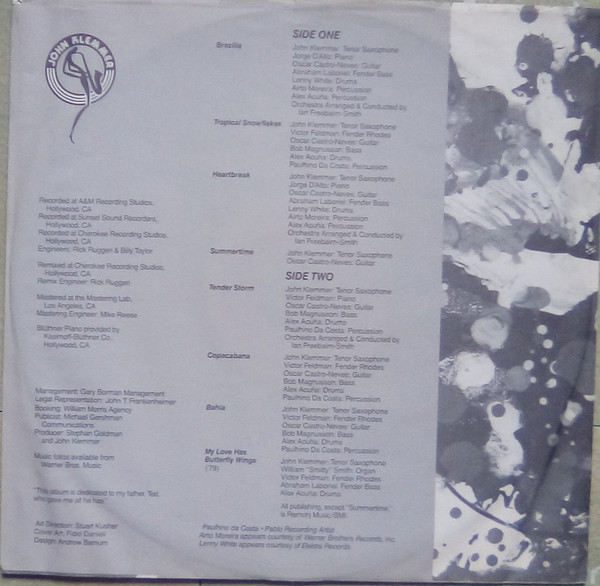 JOHN KLEMMER
SIDE ONE
Brazilia
John Klemmer: Tenor Saxophone
Jorge D'Alto: Piano
Oscar Castro-Neves: Guitar
Abraham Laboriel: Fender Bass
Lenny White: Drums
Airto Moreira: Percussion
Alex Acuña: Percussion
Orchestra Arranged & Conducted by
Ian Freebairn-Smith
Tropical Snowflakes
John Klemmer: Tenor Saxophone
Victor Feldman: Fender Rhodes
Oscar Castro-Neves: Guitar
Bob Magnusson: Bass
Alex Acuña: Drums
Paulinho Da Costa: Percussion
Heartbreak
John Klemmer: Tenor Saxophone
Jorge D'Alto: Piano
Oscar Castro-Neves: Guitar
Abraham Laboriel: Fender Bass
Lenny White: Drums
Airto Moreira: Percussion
Alex Acuña: Percussion
Orchestra Arranged & Conducted by
Ian Freebairn-Smith
Summertime
John Klemmer: Tenor Saxophone
Oscar Castro-Neves: Guitar
SIDE TWO
Tender Storm
John Klemmer: Tenor Saxophone
Victor Feldman: Piano
Oscar Castro-Neves: Guitar
Bob Magnusson: Bass
Alex Acuña: Drums
Paulinho Da Costa: Percussion
Orchestra Arranged & Conducted by
Ian Freebairn-Smith
Copacabana
John Klemmer: Tenor Saxophone
Victor Feldman: Fender Rhodes
Oscar Castro-Neves: Guitar
Bob Magnusson: Bass
Alex Acuña: Drums
Paulinho Da Costa: Percussion
Bahia
John Klemmer: Tenor Saxophone
Victor Feldman: Fender Rhodes
Oscar Castro-Neves: Guitar
Bob Magnusson: Bass
Alex Acuña: Drums
Paulinho Da Costa: Percussion
My Love Has
Butterfly Wings
(79)
John Klemmer: Tenor Saxophone
William "Smitty" Smith: Organ
Victor Feldman: Fender Rhodes
Abraham Laboriel: Fender Bass
Alex Acuña: Drums
All publishing, except "Summertime,"
is Remohj Music/BMI.
Recorded at A&M Recording Studios,
Hollywood, CA
Recorded at Sunset Sound Recorders,
Hollywood, CA
Recorded at Cherokee Recording Studios,
Hollywood, CA
Engineers: Rick Ruggieri & Billy Taylor
Remixed at Cherokee Recording Studios,
Hollywood, CA
Remix Engineer: Rick Ruggieri
Mastered at the Mastering Lab,
Los Angeles, CA
Mastering Engineer: Mike Reese
Blüthner Piano provided by
Kasimoff-Blüthner Co.,
Hollywood, CA
Management: Gary Borman Management
Legal Representation: John T. Frankenheimer
Booking: William Morris Agency
Publicist: Michael Gershman
Communications
Producer: Stephan Goldman
and John Klemmer
Music folios available from
Warner Bros. Music
"This album is dedicated to my father, Ted,
who gave me all he has."
Art Direction: Stuart Kusher
Cover Art: Fidel Danieli
Design: Andrew Barnum
Paulinho da Costa • Pablo Recording Artist
Airto Moreira appears courtesy of Warner Brothers Records, Inc.
Lenny White appears courtesy of Elektra Records